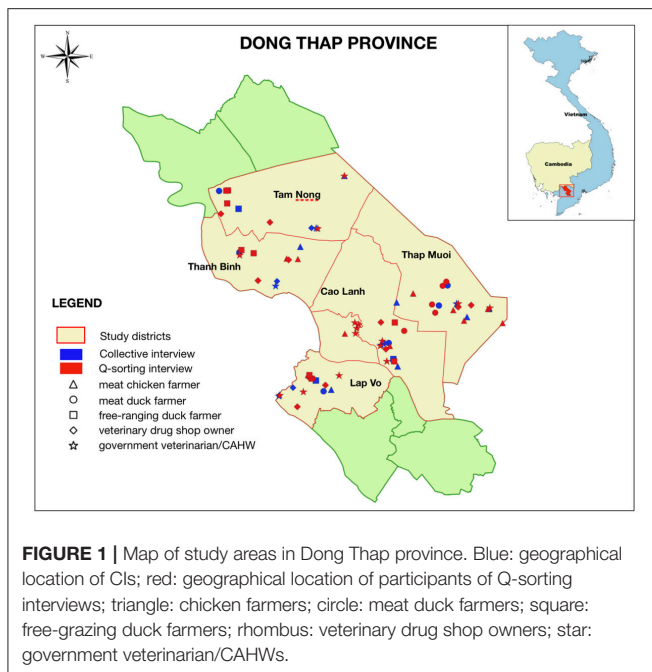 DONG THAP PROVINCE
N
W
E
S
Vietnam
Cambodia
Tam Nong
Thanh Binh
Thap Muoi
Cao Lanh
Lap Vo
LEGEND
Study districts
Collective interview
Q-sorting interview
meat chicken farmer
meat duck farmer
free-ranging duck farmer
veterinary drug shop owner
government veterinarian/CAHW
FIGURE 1 | Map of study areas in Dong Thap province. Blue: geographical
location of CIs; red: geographical location of participants of Q-sorting
interviews; triangle: chicken farmers; circle: meat duck farmers; square:
free-grazing duck farmers; rhombus: veterinary drug shop owners; star:
government veterinarian/CAHWs.